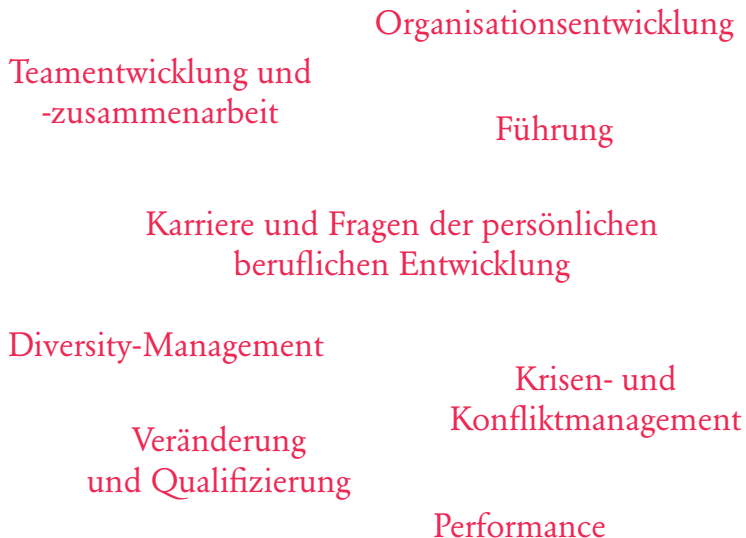 Organisationsentwicklung
Teamentwicklung und
-zusammenarbeit
Führung
Karriere und Fragen der persönlichen
beruflichen Entwicklung
Diversity-Management
Krisen- und
Konfliktmanagement
Veränderung
und Qualifizierung
Performance